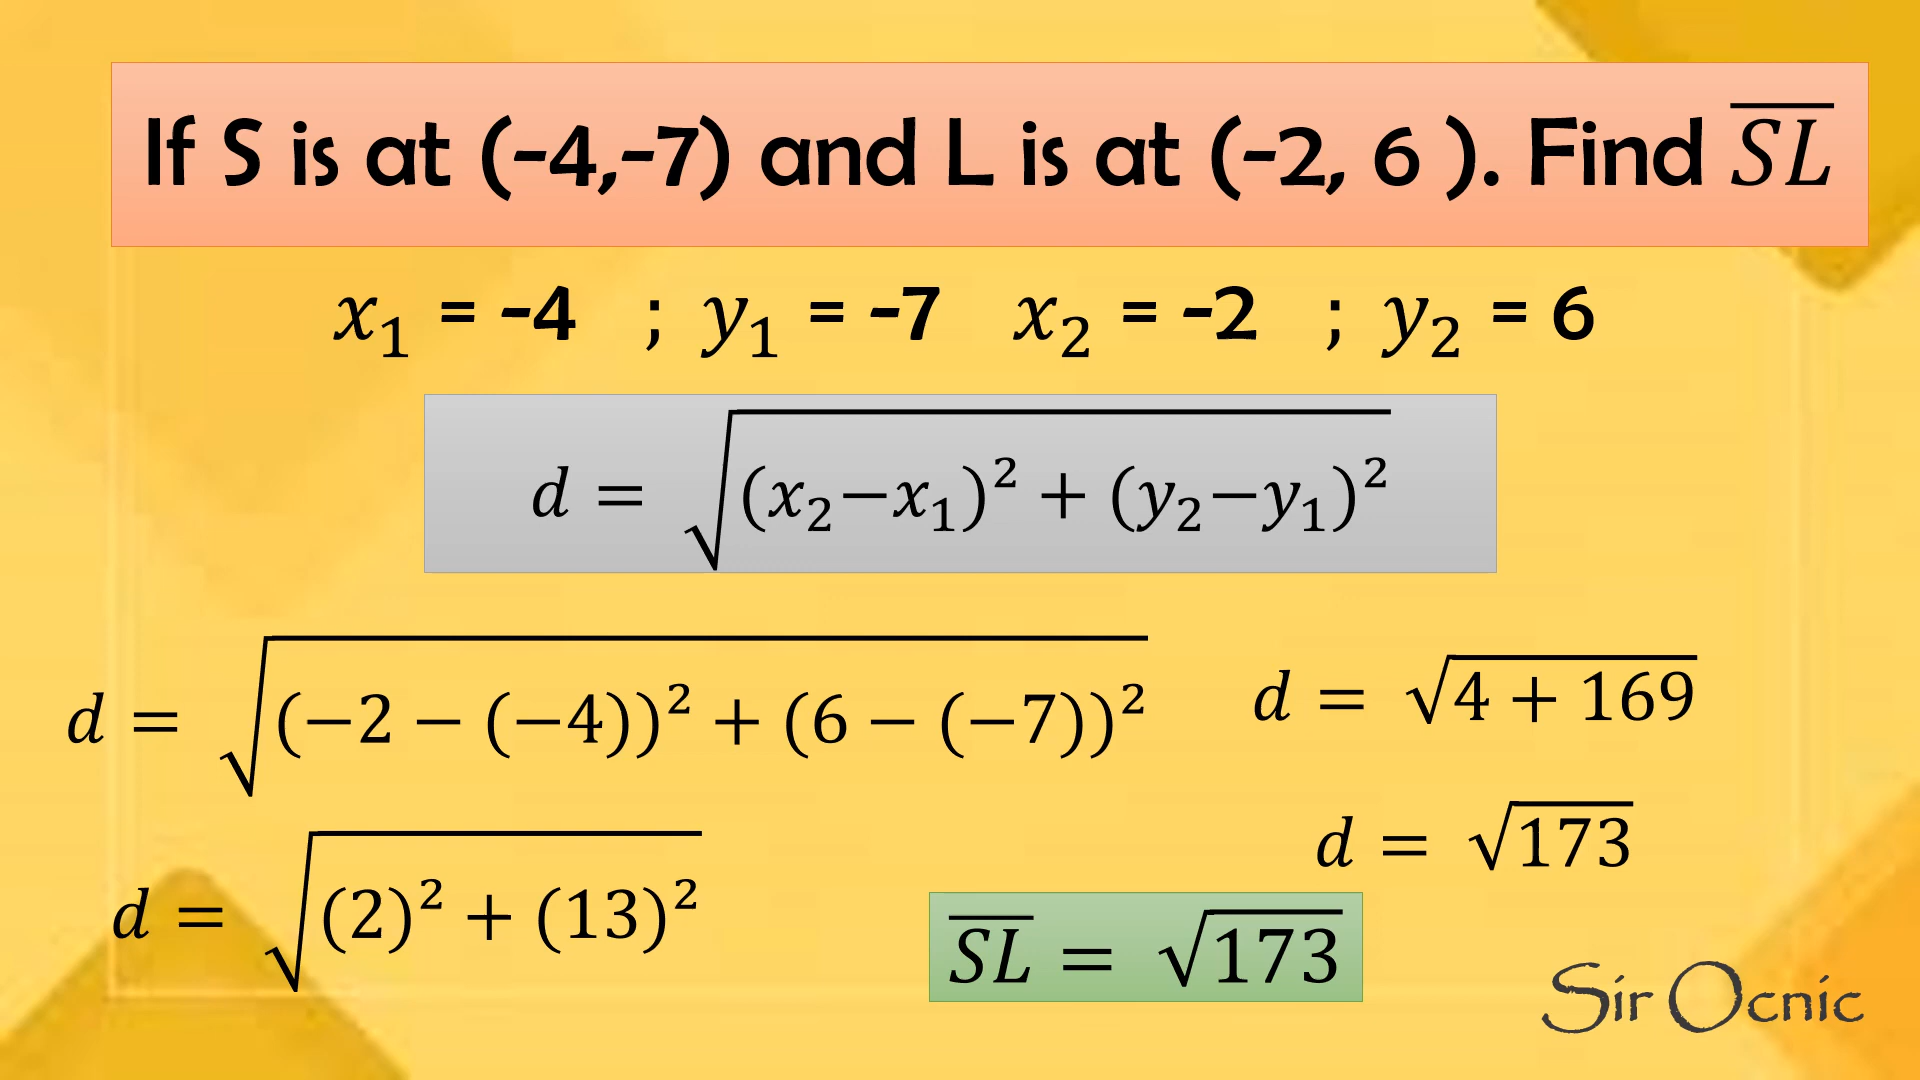 If S is at (-4,-7) and L is at (-2, 6 ). Find S̅L̅
x₁ = -4 ; y₁ = -7 x₂ = -2 ; y₂ = 6
d = √((x₂−x₁)² + (y₂−y₁)²)
d = √((−2 − (−4))² + (6 − (−7))²)
d = √((2)² + (13)²)
d = √(4 + 169)
d = √173
S̅L̅ = √173
Sir Ocnic